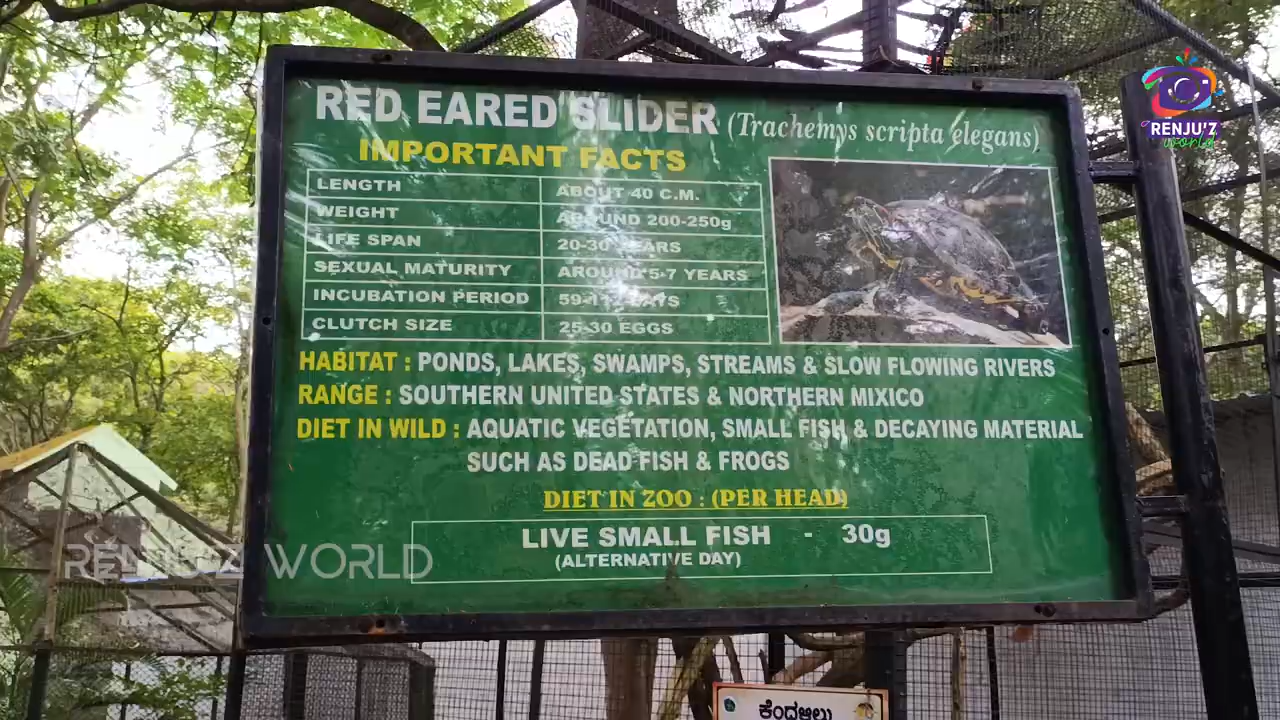 RED EARED SLIDER (Trachemys scripta elegans)
IMPORTANT FACTS
LENGTH ABOUT 40 C.M.
WEIGHT AROUND 200-250g
LIFE SPAN 20-30 YEARS
SEXUAL MATURITY AROUND 5-7 YEARS
INCUBATION PERIOD 59-112 DAYS
CLUTCH SIZE 25-30 EGGS
HABITAT : PONDS, LAKES, SWAMPS, STREAMS & SLOW FLOWING RIVERS
RANGE : SOUTHERN UNITED STATES & NORTHERN MIXICO
DIET IN WILD : AQUATIC VEGETATION, SMALL FISH & DECAYING MATERIAL
SUCH AS DEAD FISH & FROGS
DIET IN ZOO : (PER HEAD)
LIVE SMALL FISH - 30g
(ALTERNATIVE DAY)
RENJU'Z
world
RENJU'Z WORLD